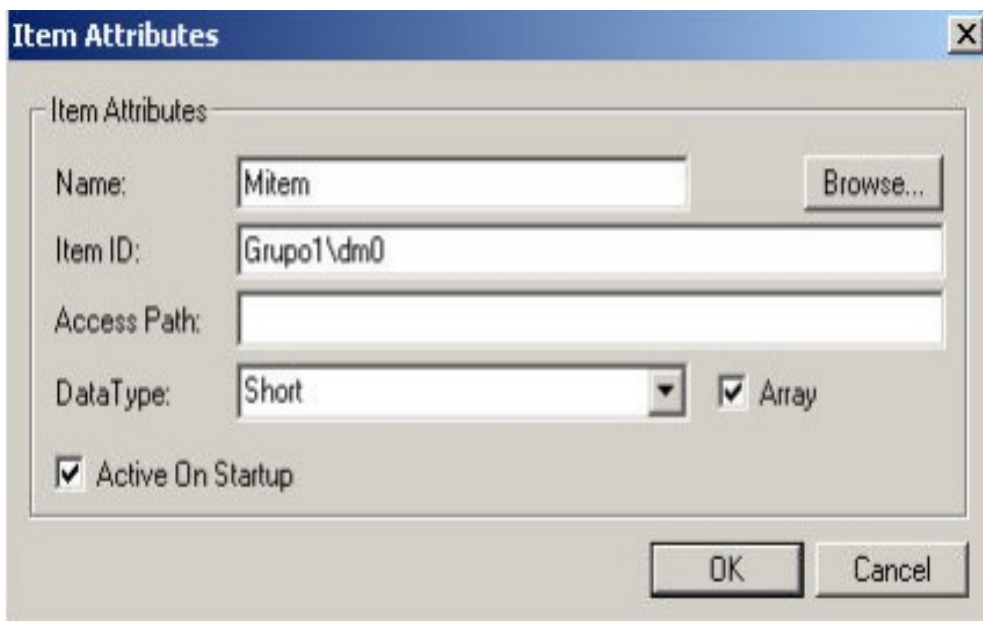 Item Attributes
Item Attributes
Name: Mitem Browse...
Item ID: Grupo1\dm0
Access Path:
DataType: Short Array
Active On Startup
OK Cancel